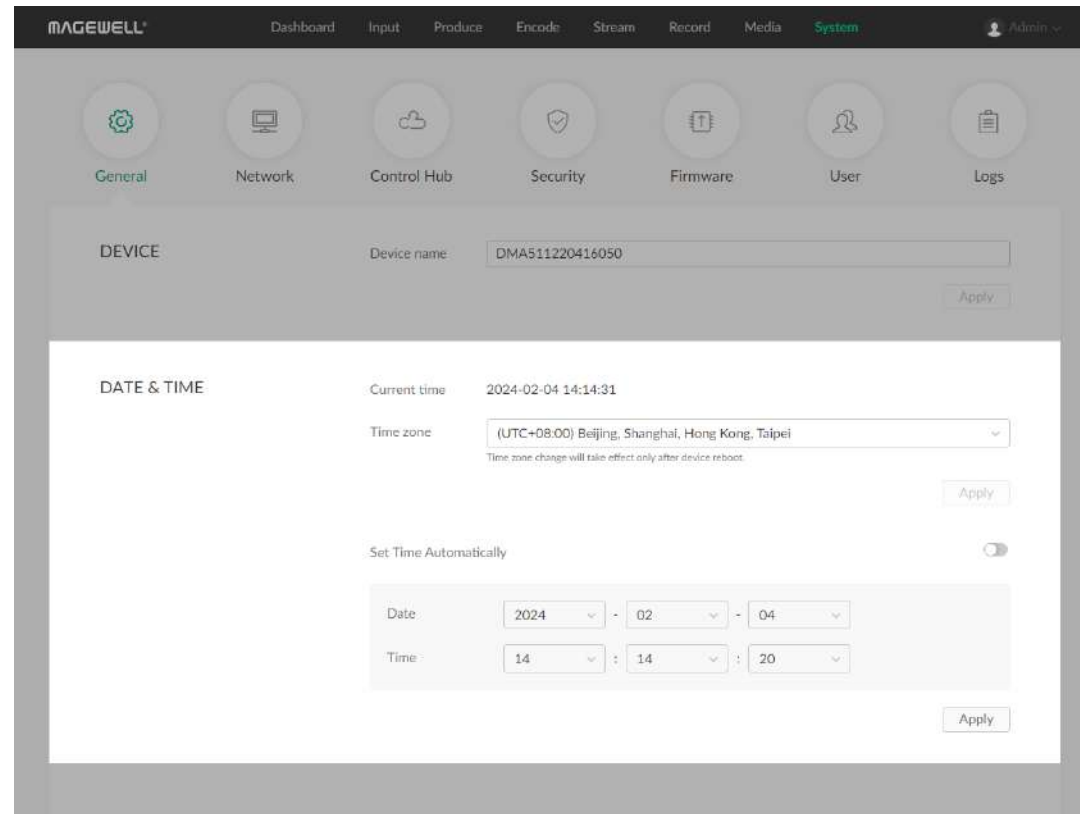 MAGEWELL Dashboard Input Produce Encode Stream Record Media System Admin
General Network Control Hub Security Firmware User Logs
DEVICE Device name DMA511220416050
Apply
DATE & TIME Current time 2024-02-04 14:14:31
Time zone (UTC+08:00) Beijing, Shanghai, Hong Kong, Taipei
Time zone change will take effect only after device reboot.
Apply
Set Time Automatically
Date 2024 - 02 - 04
Time 14 : 14 : 20
Apply